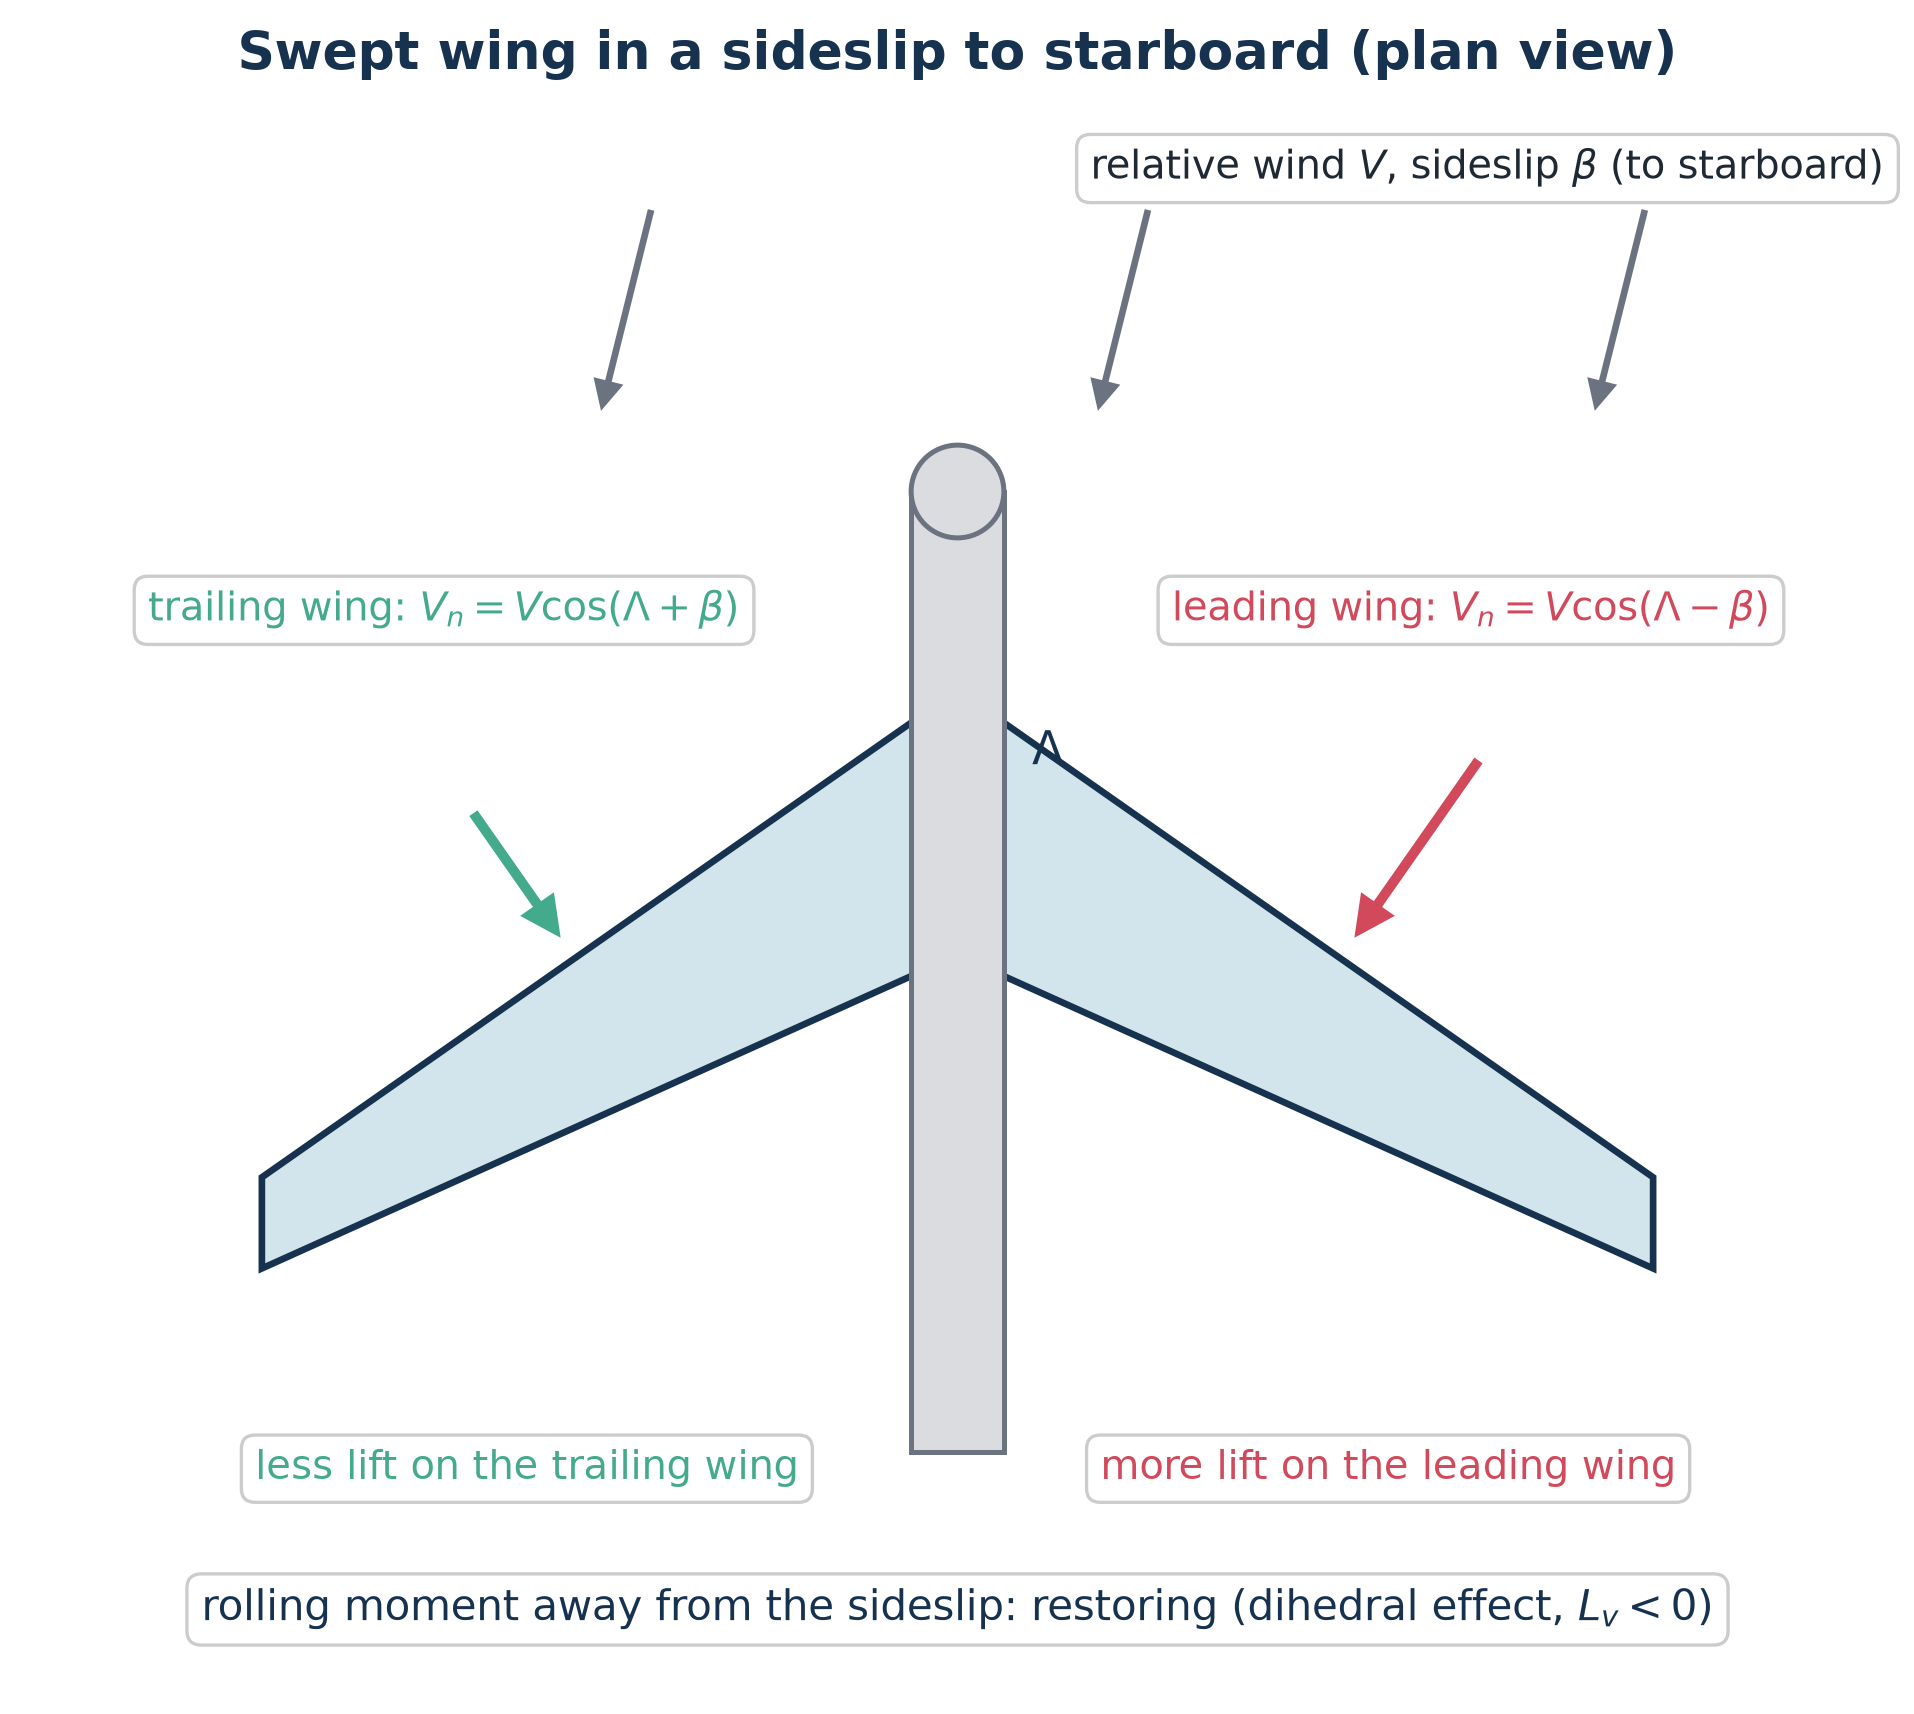 Swept wing in a sideslip to starboard (plan view)
relative wind V, sideslip β (to starboard)
trailing wing: Vₙ = V cos(Λ + β)
leading wing: Vₙ = V cos(Λ − β)
Λ
less lift on the trailing wing
more lift on the leading wing
rolling moment away from the sideslip: restoring (dihedral effect, Lᵥ < 0)